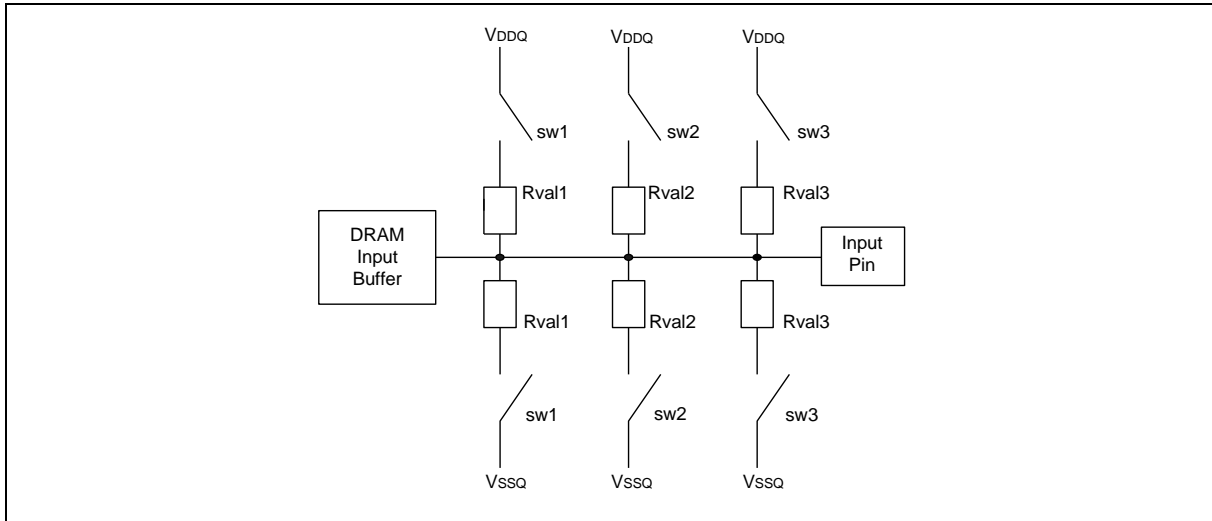 VDDQ VDDQ VDDQ
sw1 sw2 sw3
Rval1 Rval2 Rval3
DRAM
Input
Buffer
Input
Pin
Rval1 Rval2 Rval3
sw1 sw2 sw3
VSSQ VSSQ VSSQ